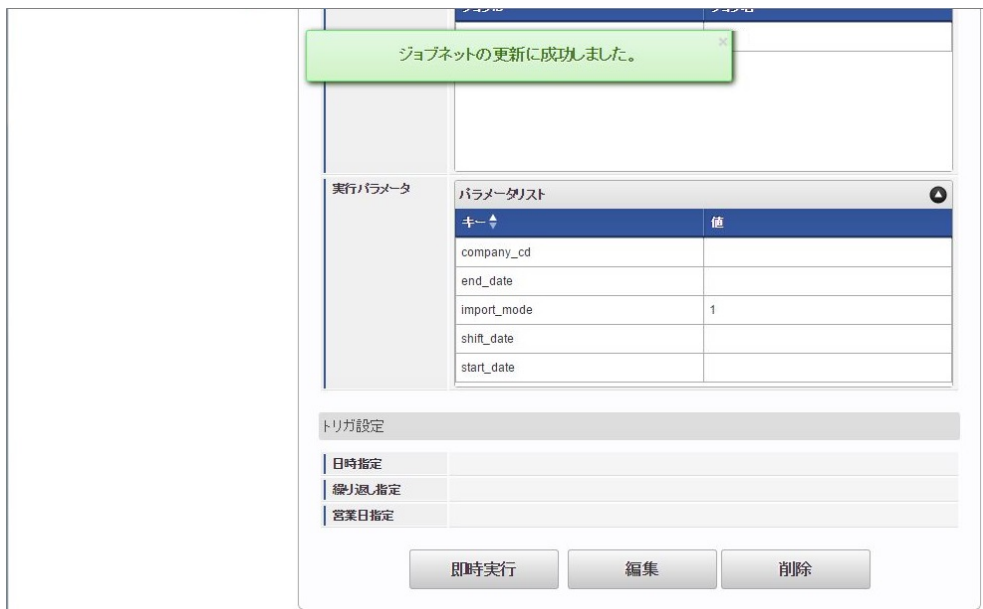 ジョブネットの更新に成功しました。
×
実行パラメータ
パラメータリスト
キー 値
company_cd
end_date
import_mode 1
shift_date
start_date
トリガ設定
日時指定
繰り返し指定
営業日指定
即時実行 編集 削除